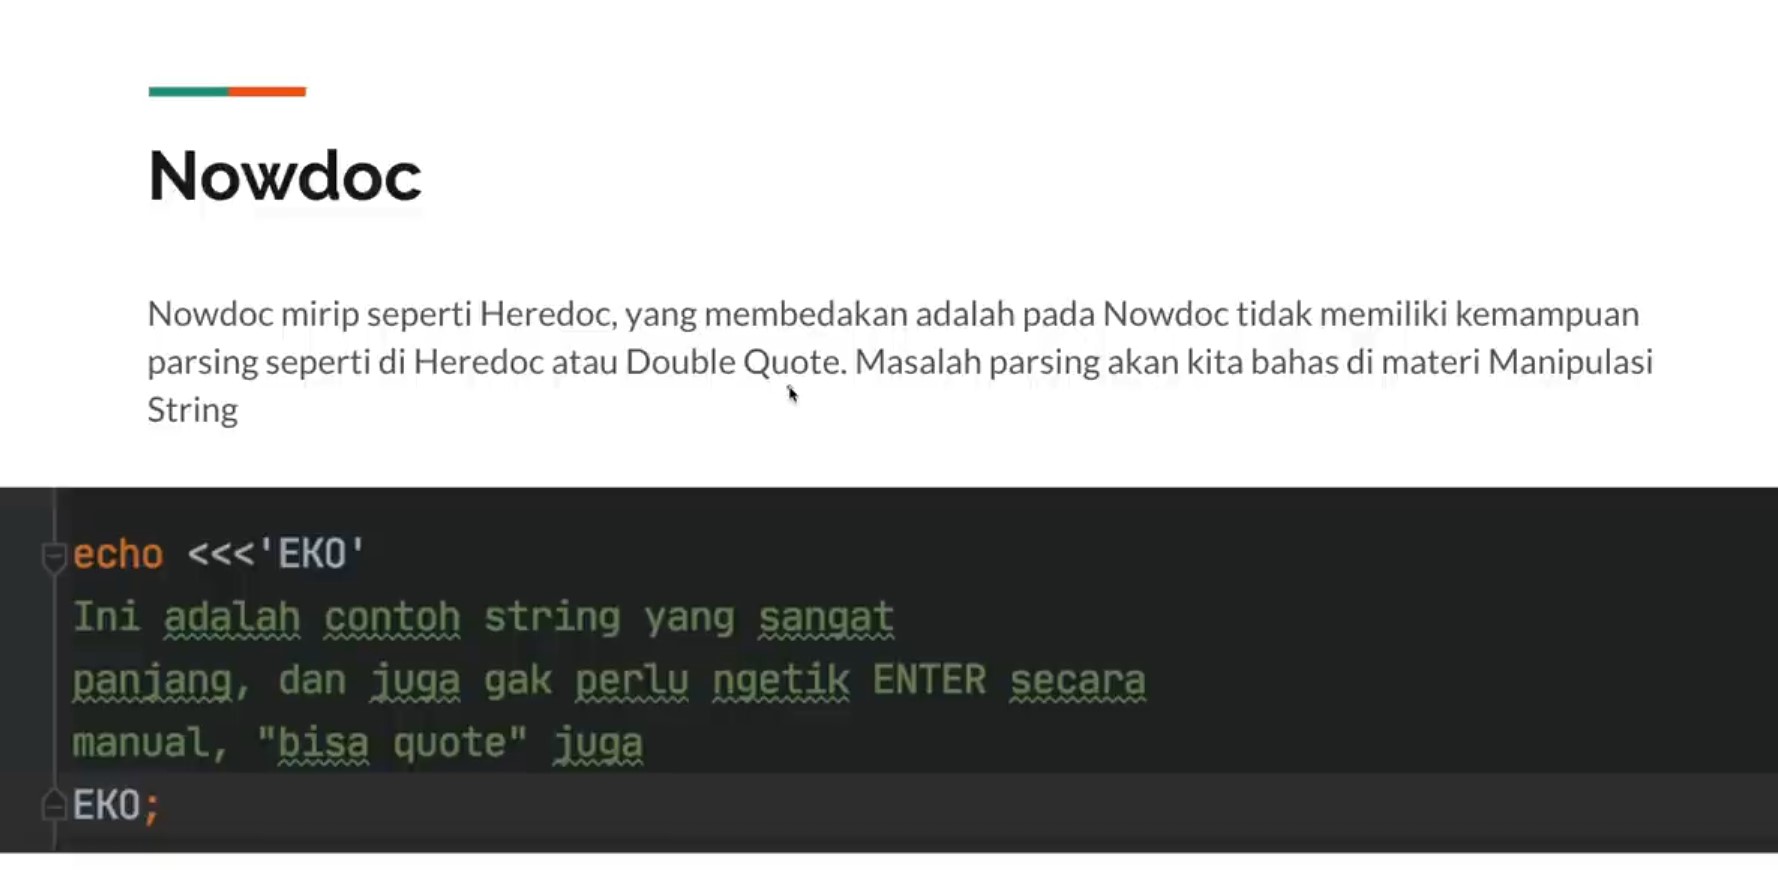 Nowdoc
Nowdoc mirip seperti Heredoc, yang membedakan adalah pada Nowdoc tidak memiliki kemampuan
parsing seperti di Heredoc atau Double Quote. Masalah parsing akan kita bahas di materi Manipulasi
String
echo <<<'EKO'
Ini adalah contoh string yang sangat
panjang, dan juga gak perlu ngetik ENTER secara
manual, "bisa quote" juga
EKO;